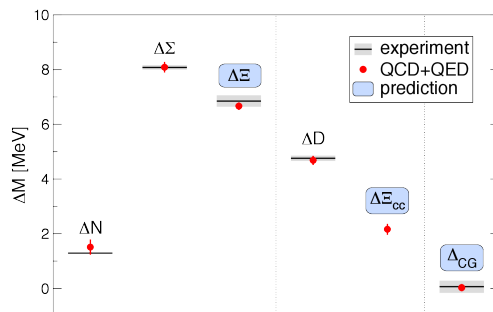 10
8
6
4
2
0
ΔM [MeV]
ΔN
ΔΣ
ΔΞ
ΔD
ΔΞcc
ΔCG
experiment
QCD+QED
prediction